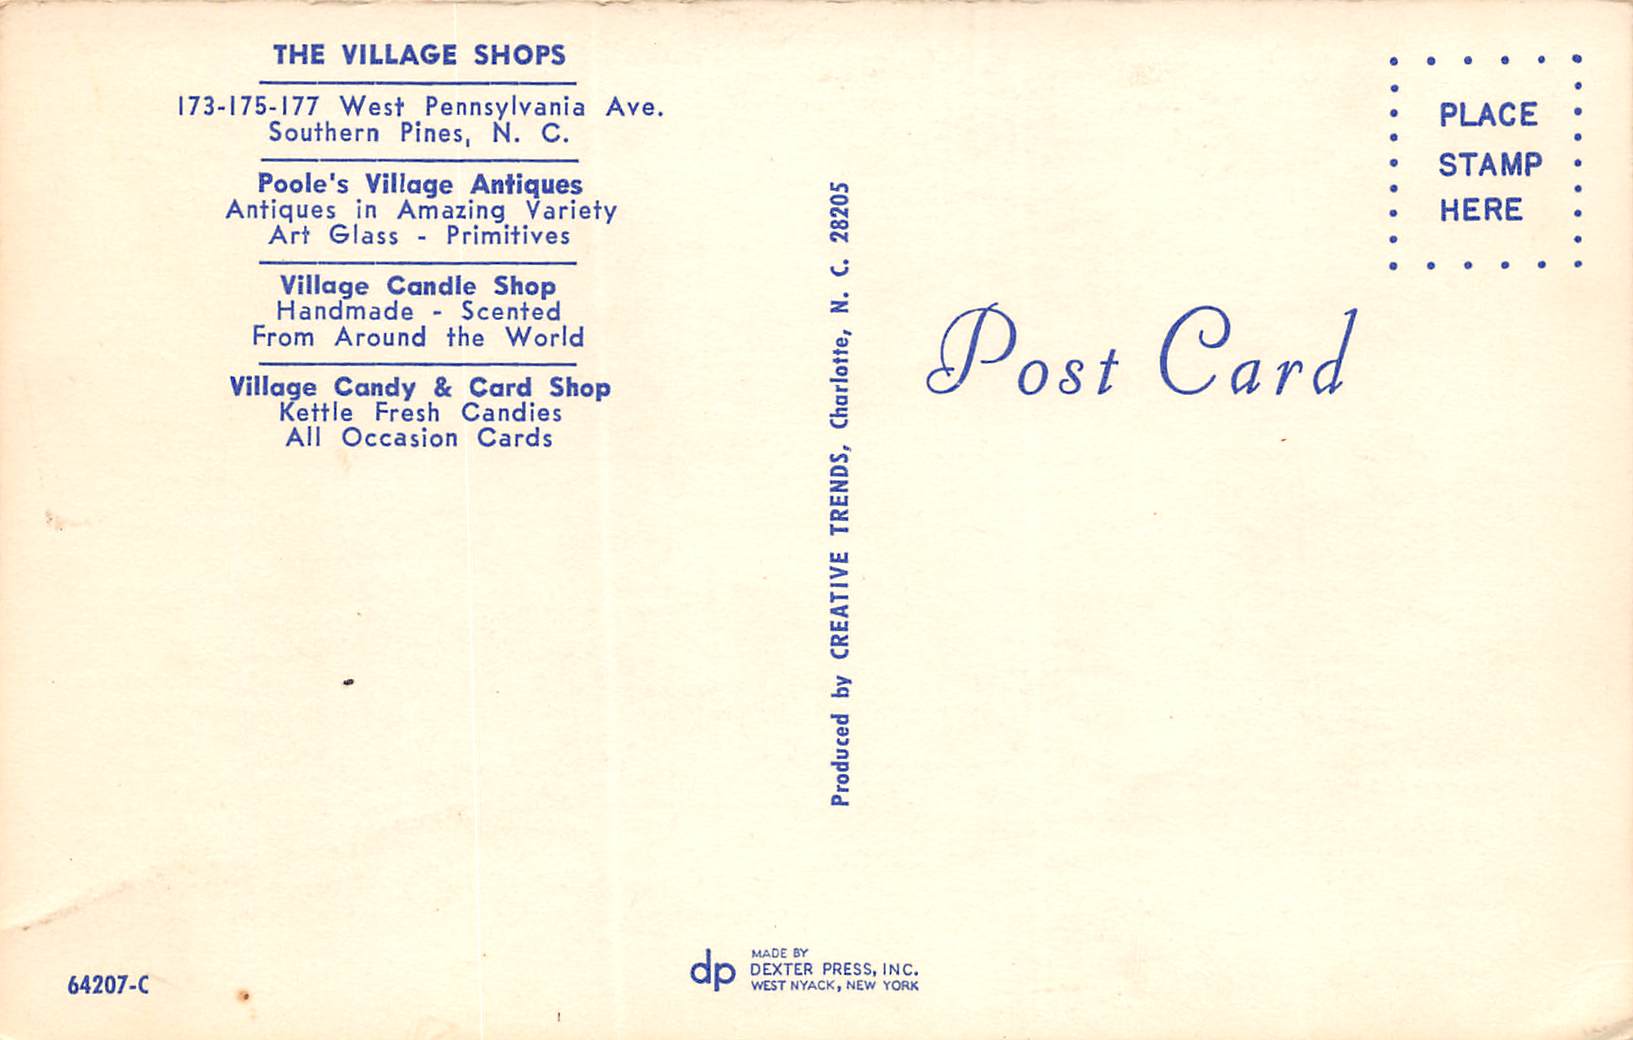 THE VILLAGE SHOPS
173-175-177 West Pennsylvania Ave.
Southern Pines, N. C.
Poole's Village Antiques
Antiques in Amazing Variety
Art Glass - Primitives
Village Candle Shop
Handmade - Scented
From Around the World
Village Candy & Card Shop
Kettle Fresh Candies
All Occasion Cards
64207-C
Produced by CREATIVE TRENDS, Charlotte, N. C. 28205
dp
MADE BY
DEXTER PRESS, INC.
WEST NYACK, NEW YORK
PLACE
STAMP
HERE
Post Card